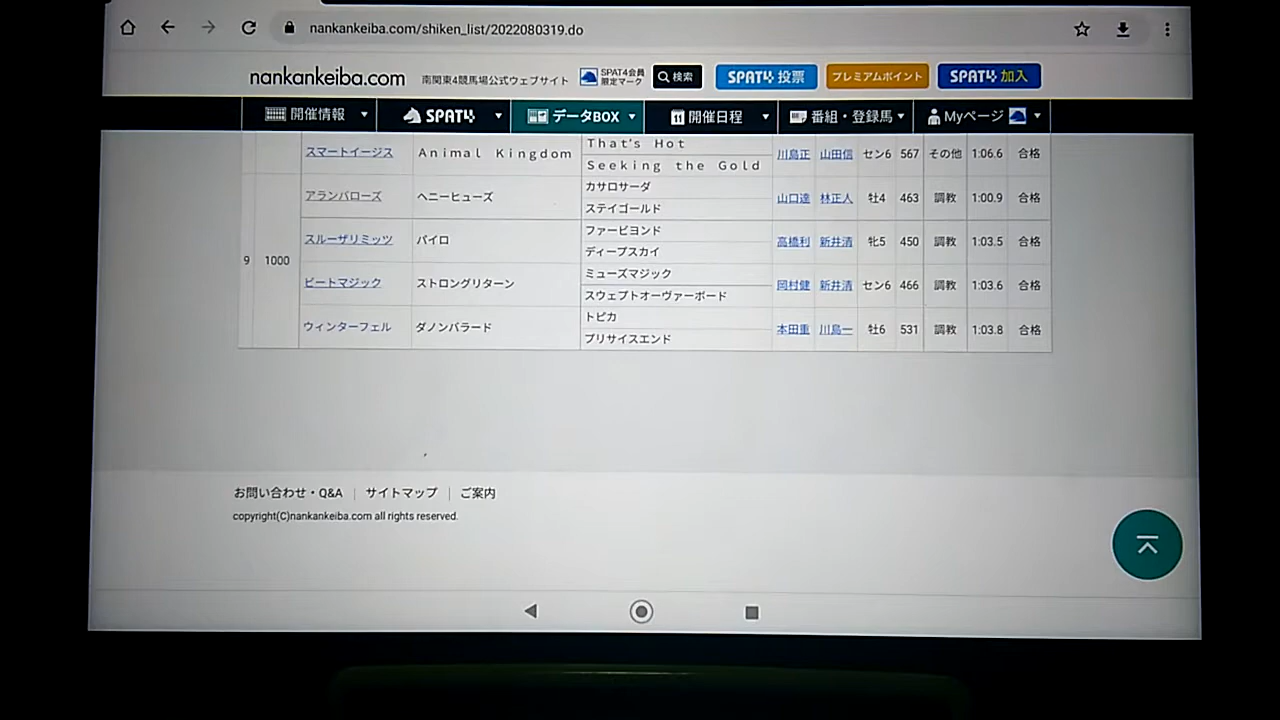 nankankeiba.com/shiken_list/2022080319.do
nankankeiba.com 南関東4競馬場公式ウェブサイト SPAT4会員限定マーク 検索 SPAT4 投票 プレミアムポイント SPAT4 加入
開催情報 SPAT4 データBOX 開催日程 番組・登録馬 Myページ
スマートイージス Animal Kingdom That's Hot Seeking the Gold 川島正 山田信 セン6 567 その他 1:06.6 合格
アランバローズ ヘニーヒューズ カサロサーダ ステイゴールド 山口達 林正人 牡4 463 調教 1:00.9 合格
スルーザリミッツ パイロ ファービヨンド ディープスカイ 高橋利 新井清 牝5 450 調教 1:03.5 合格
9 1000
ビートマジック ストロングリターン ミューズマジック スウェプトオーヴァーボード 岡村健 新井清 セン6 466 調教 1:03.6 合格
ウィンターフェル ダノンバラード トピカ プリサイスエンド 本田重 川島一 牡6 531 調教 1:03.8 合格
お問い合わせ・Q&A | サイトマップ | ご案内
copyright(C)nankankeiba.com all rights reserved.